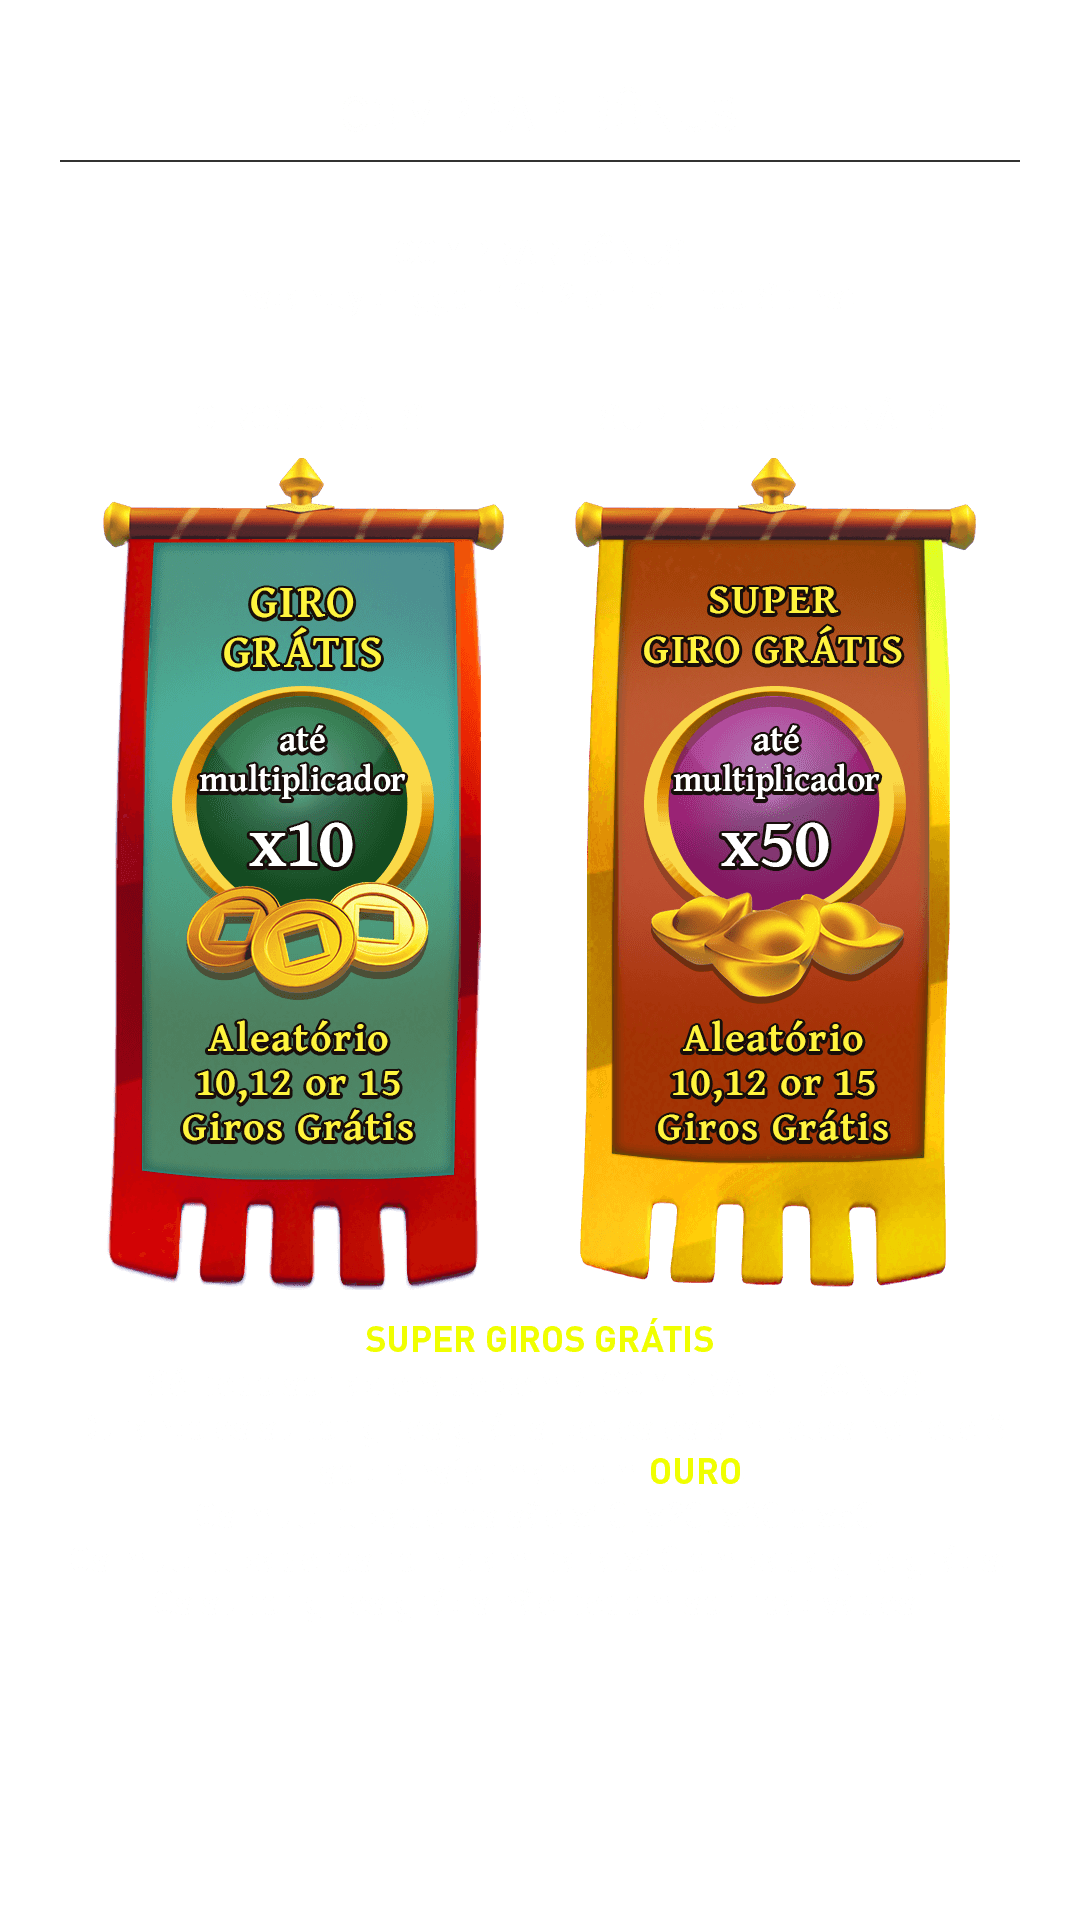 GIRO
GRÁTIS
até
multiplicador
x10
Aleatório
10,12 or 15
Giros Grátis
SUPER
GIRO GRÁTIS
até
multiplicador
x50
Aleatório
10,12 or 15
Giros Grátis
SUPER GIROS GRÁTIS
OURO